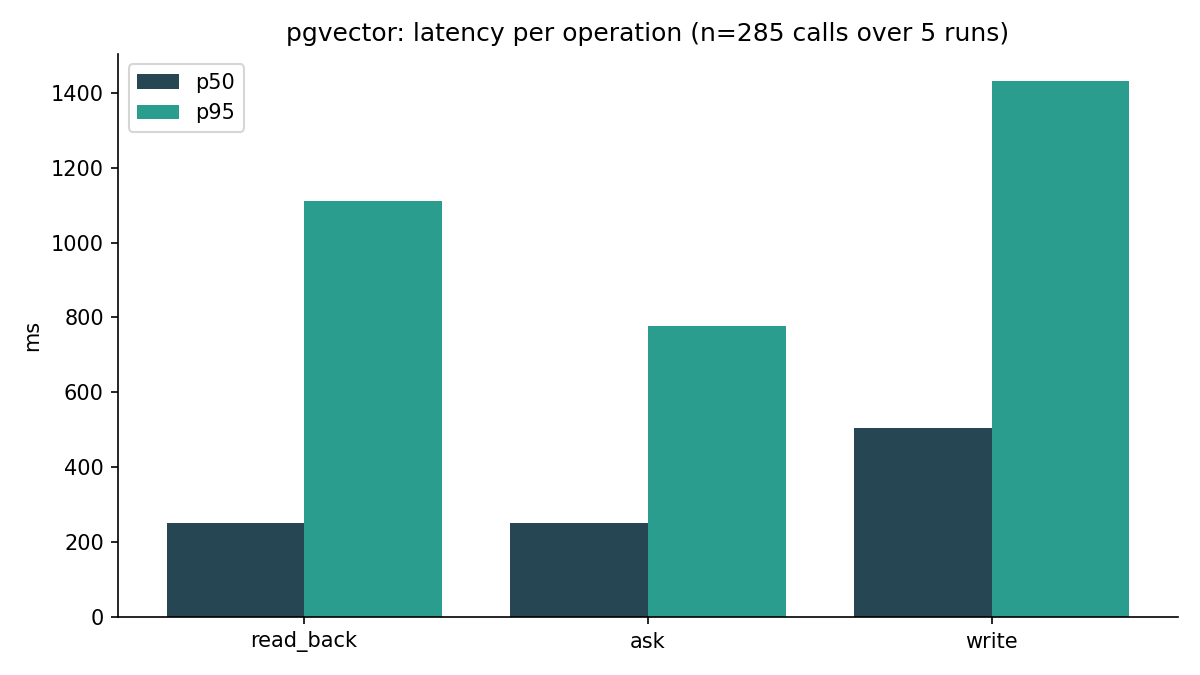 pgvector: latency per operation (n=285 calls over 5 runs)
p50
p95
1400
1200
1000
800
600
400
200
0
ms
read_back
ask
write